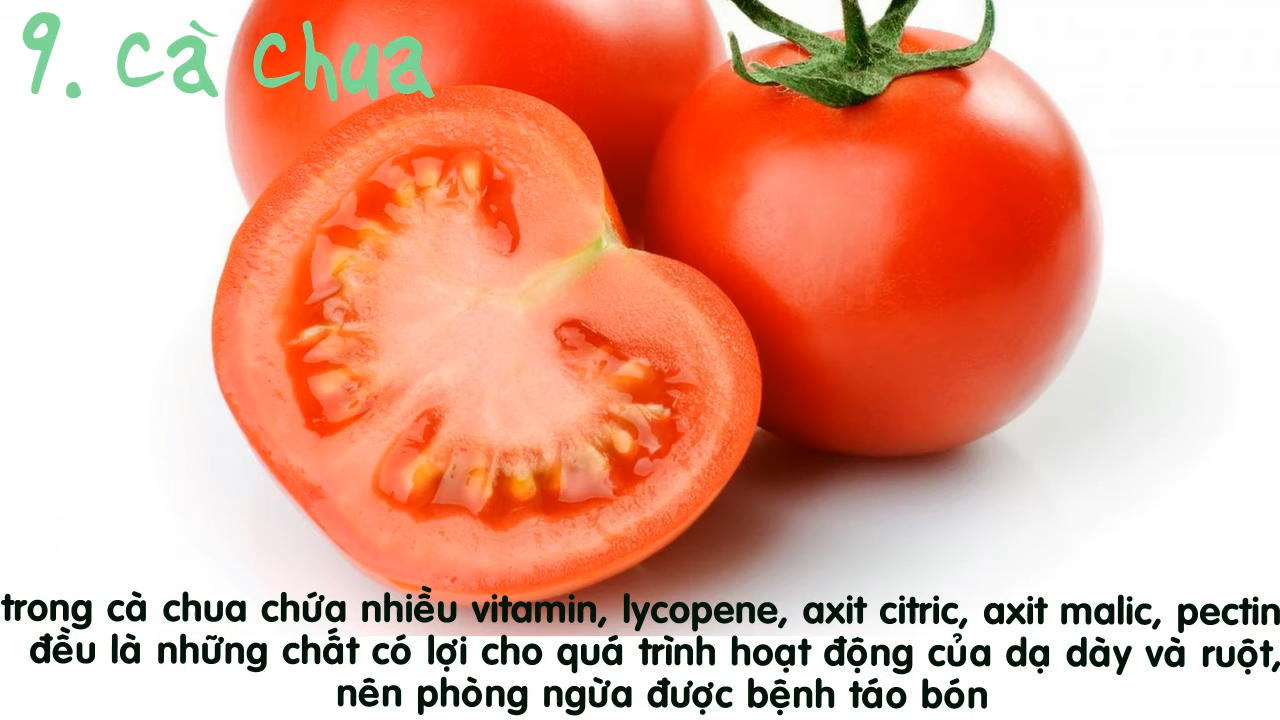 9. cà chua
trong cà chua chứa nhiều vitamin, lycopene, axit citric, axit malic, pectin
đều là những chất có lợi cho quá trình hoạt động của dạ dày và ruột,
nên phòng ngừa được bệnh táo bón